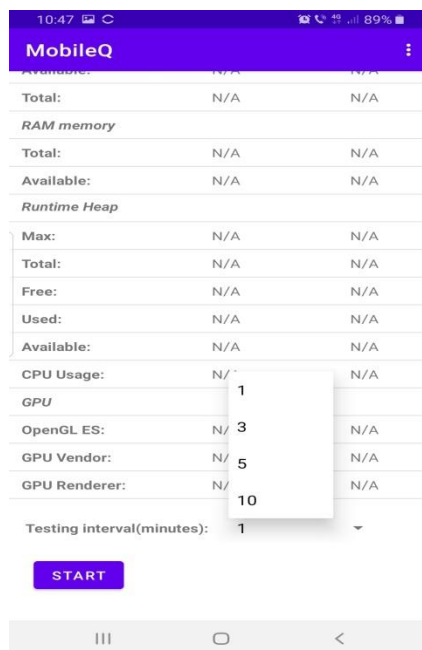 10:47 89%
MobileQ
Available: N/A N/A
Total: N/A N/A
RAM memory
Total: N/A N/A
Available: N/A N/A
Runtime Heap
Max: N/A N/A
Total: N/A N/A
Free: N/A N/A
Used: N/A N/A
Available: N/A N/A
CPU Usage: N/ N/A
1
GPU
OpenGL ES: N/ 3 N/A
GPU Vendor: N/ 5 N/A
GPU Renderer: N/ 10 N/A
Testing interval(minutes): 1
START